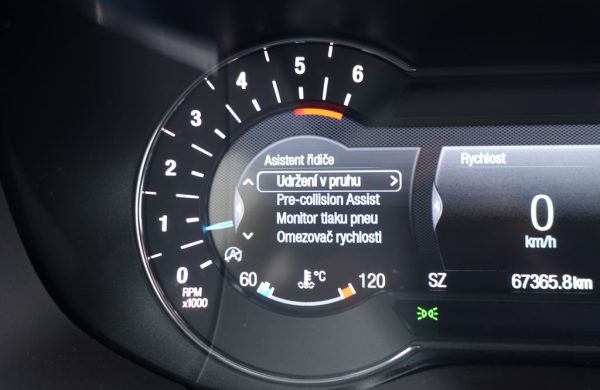 6
5
4
3
2
1
0
RPM
x1000
Asistent řidiče
Udržení v pruhu
Pre-collision Assist
Monitor tlaku pneu
Omezovač rychlosti
60 °C 120
Rychlost
0
km/h
SZ 67365.8km